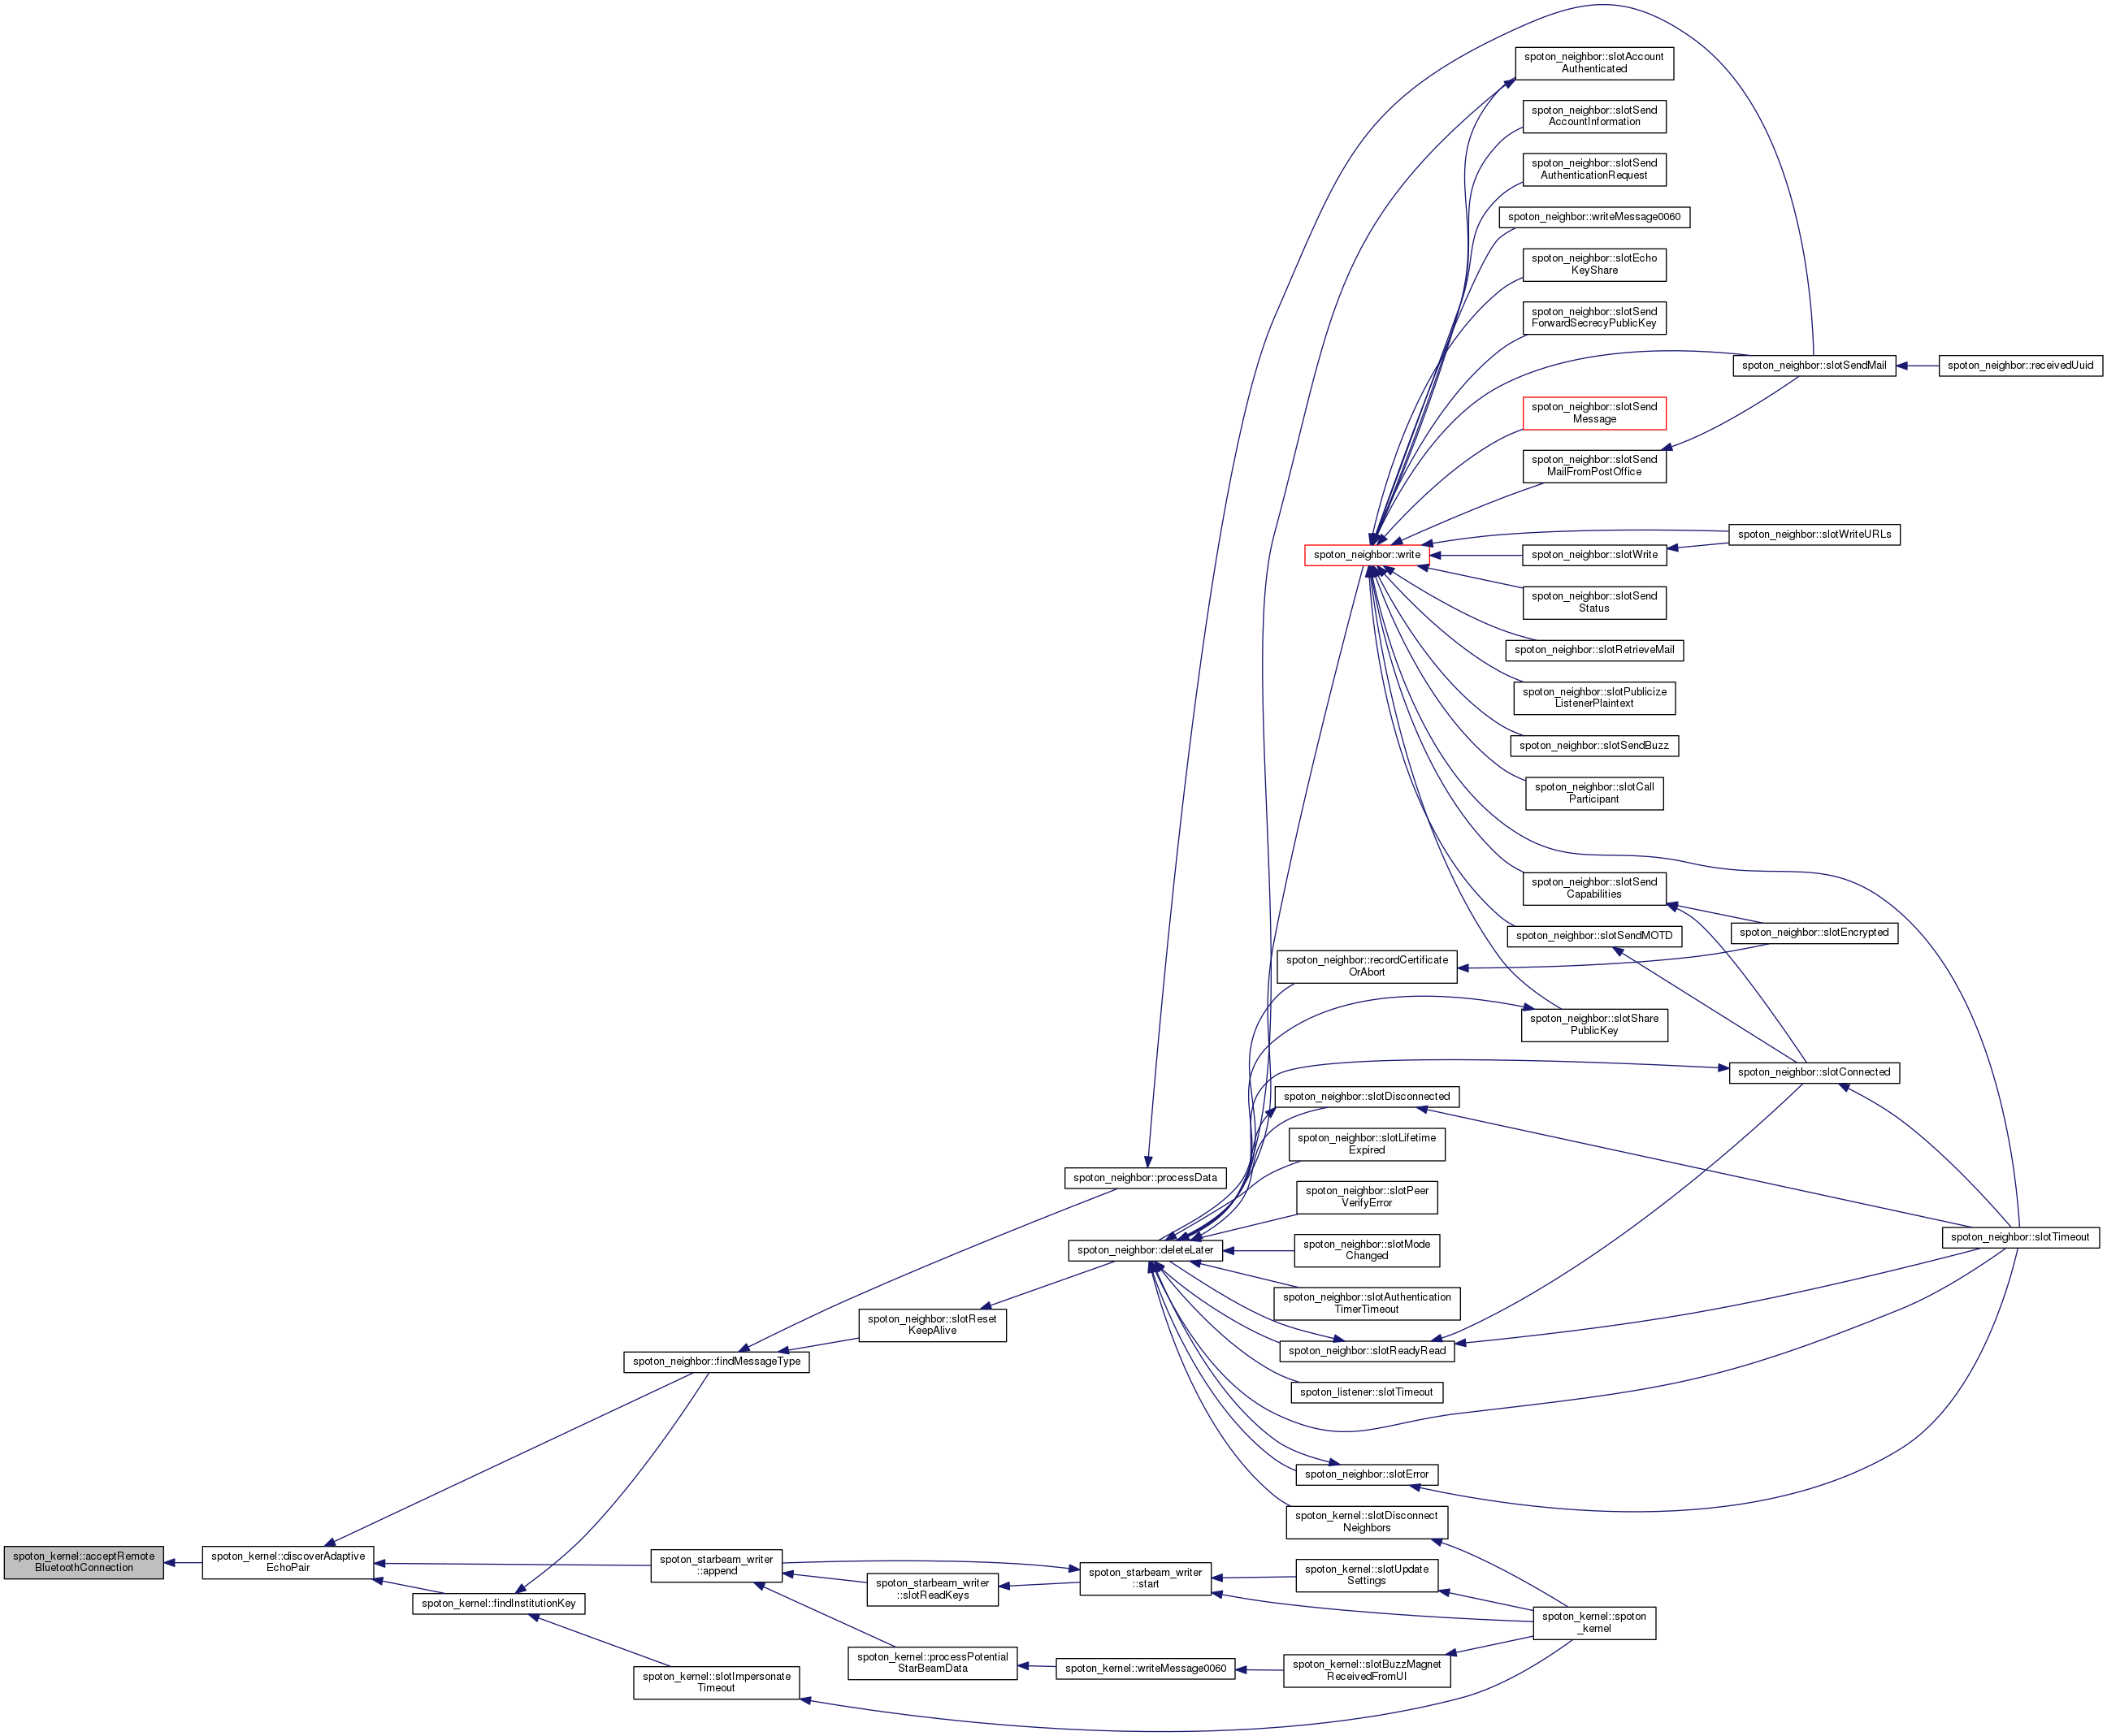 spoton_neighbor::slotAccount
Authenticated
spoton_neighbor::slotSend
AccountInformation
spoton_neighbor::slotSend
AuthenticationRequest
spoton_neighbor::writeMessage0060
spoton_neighbor::slotEcho
KeyShare
spoton_neighbor::slotSend
ForwardSecrecyPublicKey
spoton_neighbor::slotSendMail
spoton_neighbor::receivedUuid
spoton_neighbor::slotSend
Message
spoton_neighbor::slotSend
MailFromPostOffice
spoton_neighbor::slotWriteURLs
spoton_neighbor::write
spoton_neighbor::slotWrite
spoton_neighbor::slotSend
Status
spoton_neighbor::slotRetrieveMail
spoton_neighbor::slotPublicize
ListenerPlaintext
spoton_neighbor::slotSendBuzz
spoton_neighbor::slotCall
Participant
spoton_neighbor::slotSend
Capabilities
spoton_neighbor::slotEncrypted
spoton_neighbor::slotSendMOTD
spoton_neighbor::recordCertificate
OrAbort
spoton_neighbor::slotShare
PublicKey
spoton_neighbor::slotConnected
spoton_neighbor::slotDisconnected
spoton_neighbor::slotLifetime
Expired
spoton_neighbor::processData
spoton_neighbor::slotPeer
VerifyError
spoton_neighbor::slotTimeout
spoton_neighbor::deleteLater
spoton_neighbor::slotMode
Changed
spoton_neighbor::slotAuthentication
TimerTimeout
spoton_neighbor::slotReset
KeepAlive
spoton_neighbor::slotReadyRead
spoton_neighbor::findMessageType
spoton_listener::slotTimeout
spoton_neighbor::slotError
spoton_kernel::slotDisconnect
Neighbors
spoton_kernel::acceptRemote
BluetoothConnection
spoton_kernel::discoverAdaptive
EchoPair
spoton_starbeam_writer
::append
spoton_starbeam_writer
::start
spoton_kernel::slotUpdate
Settings
spoton_starbeam_writer
::slotReadKeys
spoton_kernel::findInstitutionKey
spoton_kernel::spoton
_kernel
spoton_kernel::processPotential
StarBeamData
spoton_kernel::writeMessage0060
spoton_kernel::slotBuzzMagnet
ReceivedFromUI
spoton_kernel::slotImpersonate
Timeout